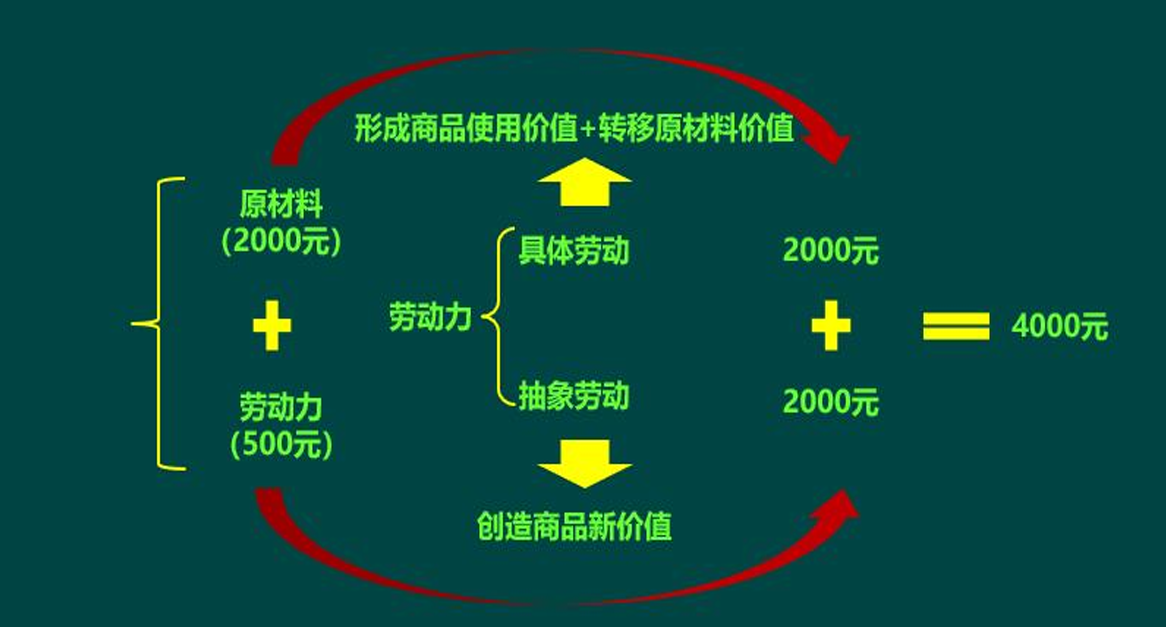 形成商品使用价值+转移原材料价值
原材料
(2000元)
劳动力
(500元)
劳动力
具体劳动
抽象劳动
创造商品新价值
2000元
+
2000元
=
4000元